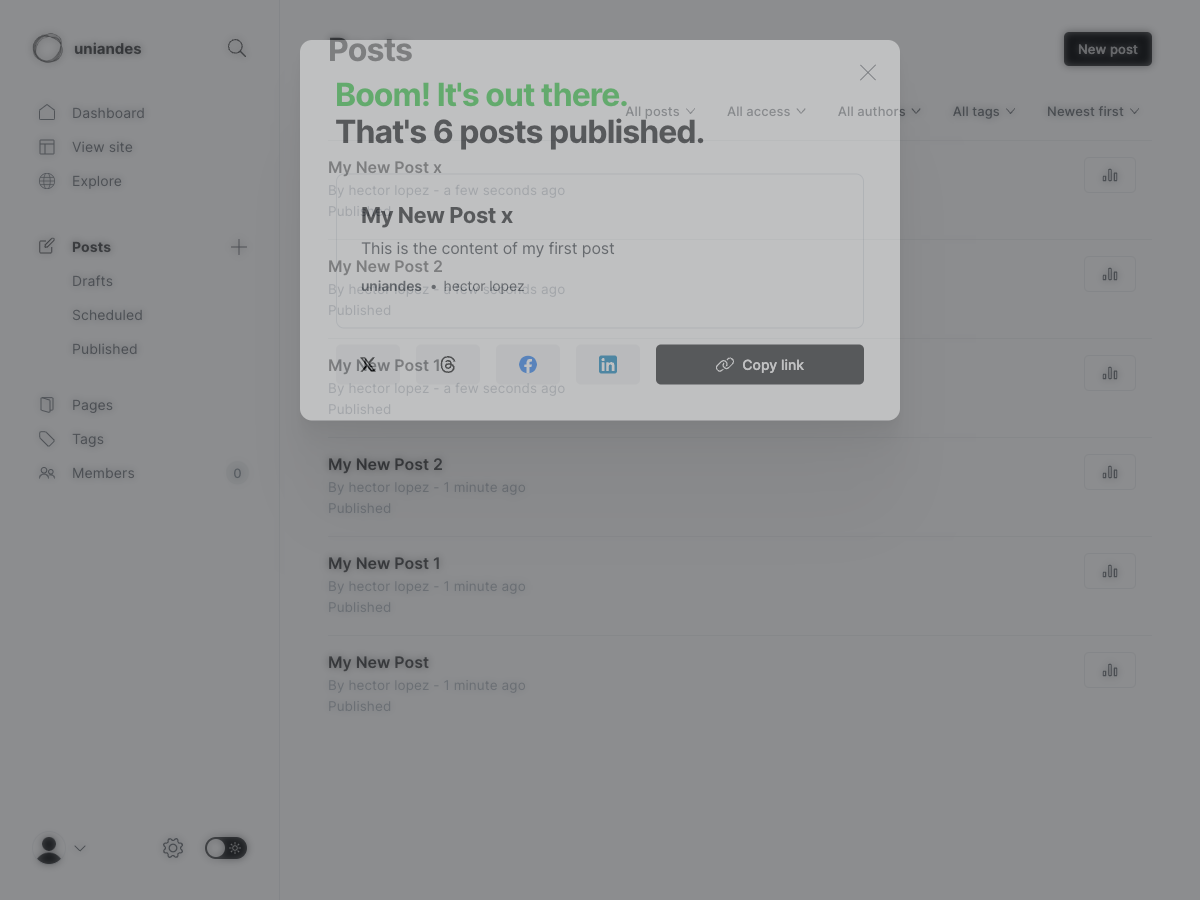 uniandes
Dashboard
View site
Explore
Posts
Drafts
Scheduled
Published
Pages
Tags
Members 0
Posts
New post
All posts All access All authors All tags Newest first
Boom! It's out there.
That's 6 posts published.
My New Post x
This is the content of my first post
uniandes • hector lopez
Copy link
My New Post x
By hector lopez - a few seconds ago
Published
My New Post 2
By hector lopez - a few seconds ago
Published
My New Post 1
By hector lopez - a few seconds ago
Published
My New Post 2
By hector lopez - 1 minute ago
Published
My New Post 1
By hector lopez - 1 minute ago
Published
My New Post
By hector lopez - 1 minute ago
Published